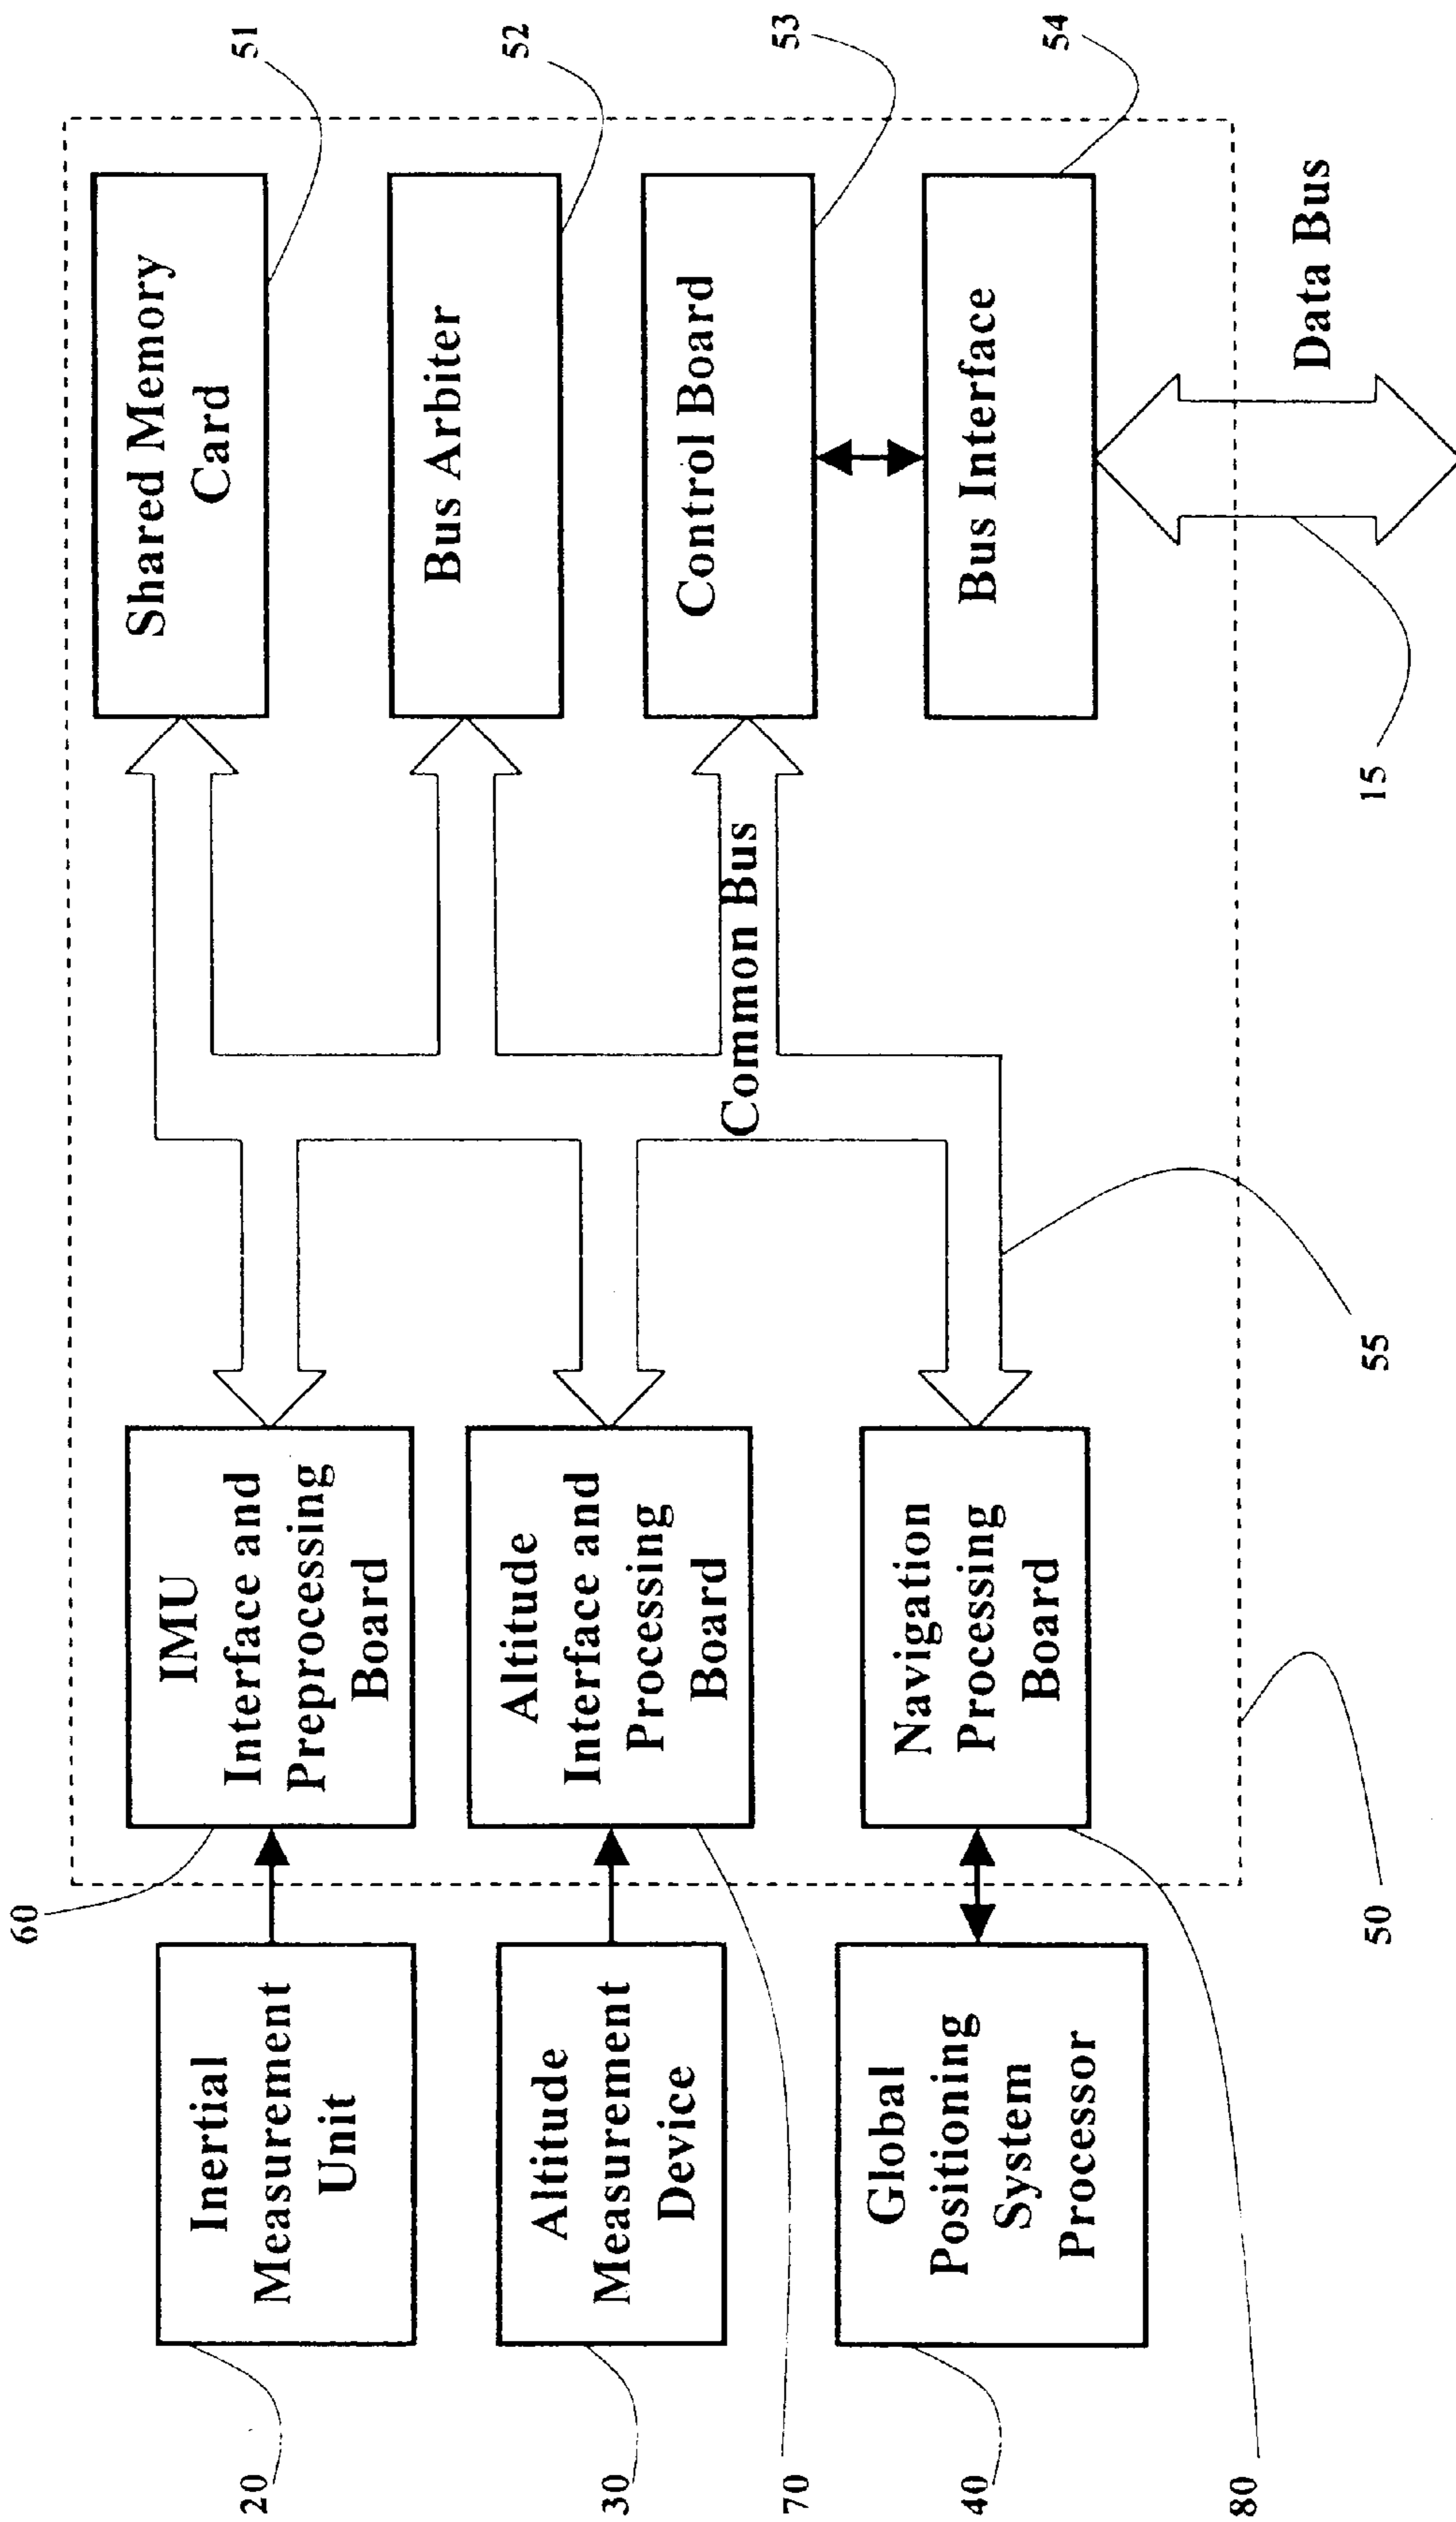 60
20
Inertial
Measurement
Unit
IMU
Interface and
Preprocessing
Board
Shared Memory
Card
51
30
Altitude
Measurement
Device
Altitude
Interface and
Processing
Board
Bus Arbiter
52
70
40
Global
Positioning
System
Processor
Navigation
Processing
Board
Common Bus
Control Board
53
Bus Interface
54
80
50
55
15
Data Bus